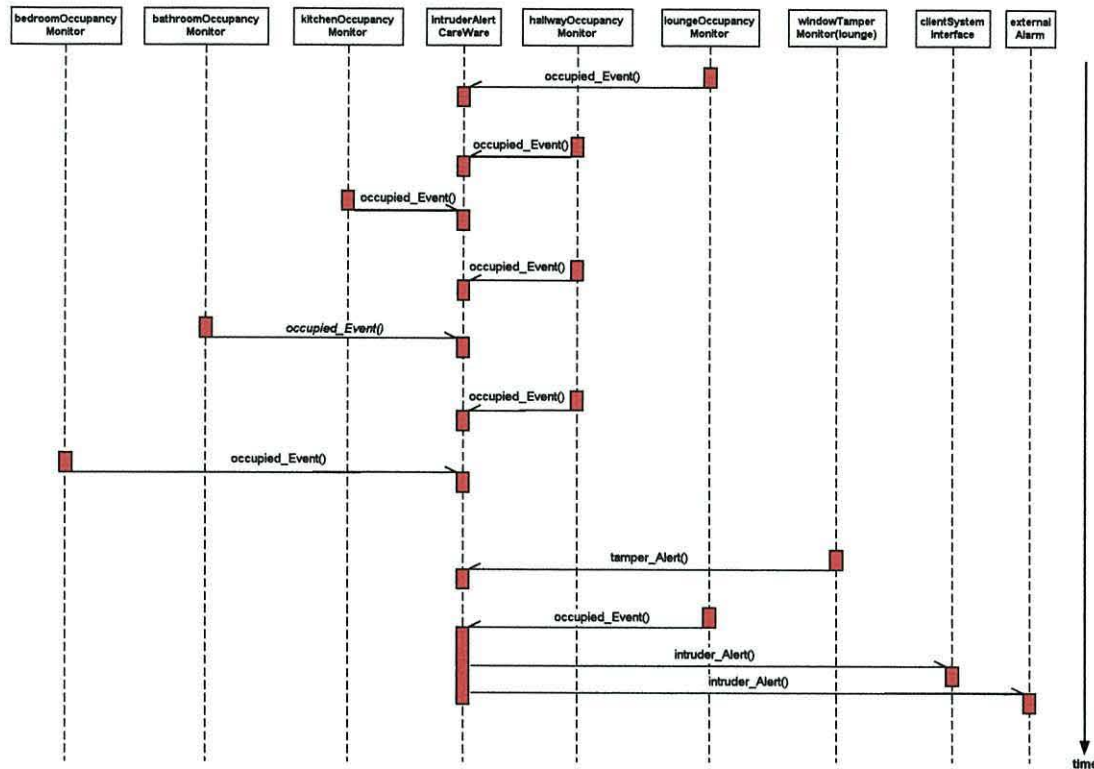 bedroomOccupancy
Monitor
bathroomOccupancy
Monitor
kitchenOccupancy
Monitor
intruderAlert
CareWare
hallwayOccupancy
Monitor
loungeOccupancy
Monitor
windowTamper
Monitor(lounge)
clientSystem
Interface
external
Alarm
occupied_Event()
occupied_Event()
occupied_Event()
occupied_Event()
occupied_Event()
occupied_Event()
occupied_Event()
tamper_Alert()
occupied_Event()
intruder_Alert()
intruder_Alert()
time